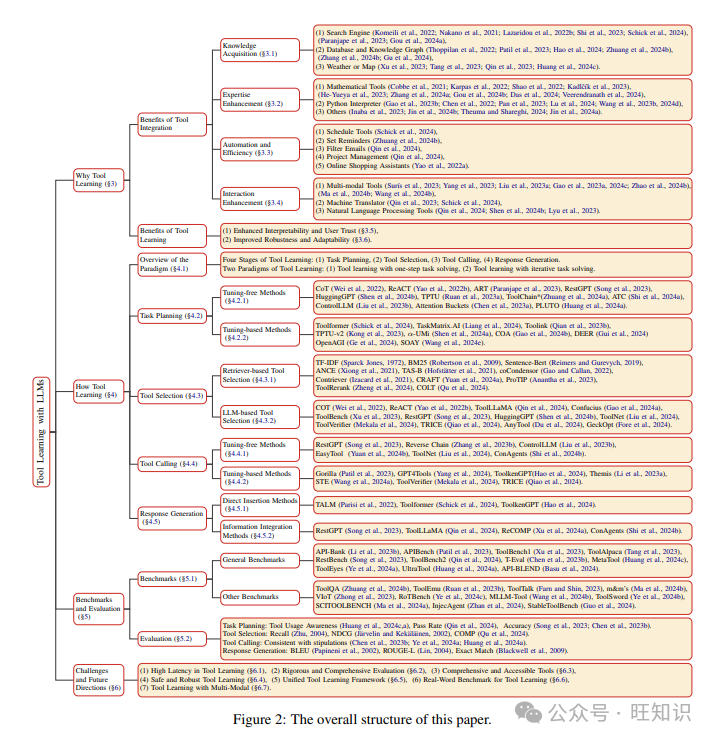 Tool Learning with LLMs
Why Tool
Learning (§3)
Benefits of Tool
Integration
Knowledge
Acquisition (§3.1)
(1) Search Engine (Komeili et al., 2022; Nakano et al., 2021; Lazaridou et al., 2022b; Shi et al., 2023; Schick et al., 2024),
(Paranjape et al., 2023; Gou et al., 2024a),
(2) Database and Knowledge Graph (Thoppilan et al., 2022; Patil et al., 2023; Hao et al., 2024; Zhuang et al., 2024b),
(Zhang et al., 2024b; Gu et al., 2024),
(3) Weather or Map (Xu et al., 2023; Tang et al., 2023; Qin et al., 2023; Huang et al., 2024c).
Expertise
Enhancement (§3.2)
(1) Mathematical Tools (Cobbe et al., 2021; Karpas et al., 2022; Shao et al., 2022; Kadlčík et al., 2023),
(He-Yueya et al., 2023; Zhang et al., 2024a; Gou et al., 2024b; Das et al., 2024; Veerendranath et al., 2024),
(2) Python Interpreter (Gao et al., 2023b; Chen et al., 2022; Pan et al., 2023; Lu et al., 2024; Wang et al., 2023b, 2024d),
(3) Others (Inaba et al., 2023; Jin et al., 2024b; Theuma and Shareghi, 2024; Jin et al., 2024a).
Automation and
Efficiency (§3.3)
(1) Schedule Tools (Schick et al., 2024),
(2) Set Reminders (Zhuang et al., 2024b),
(3) Filter Emails (Qin et al., 2024),
(4) Project Management (Qin et al., 2024),
(5) Online Shopping Assistants (Yao et al., 2022a).
Interaction
Enhancement (§3.4)
(1) Multi-modal Tools (Surís et al., 2023; Yang et al., 2023; Liu et al., 2023a; Gao et al., 2023a, 2024c; Zhao et al., 2024b),
(Ma et al., 2024b; Wang et al., 2024b),
(2) Machine Translator (Qin et al., 2023; Schick et al., 2024),
(3) Natural Language Processing Tools (Qin et al., 2024; Shen et al., 2024b; Lyu et al., 2023).
Benefits of Tool
Learning
(1) Enhanced Interpretability and User Trust (§3.5),
(2) Improved Robustness and Adaptability (§3.6).
How Tool
Learning (§4)
Overview of the
Paradigm (§4.1)
Four Stages of Tool Learning: (1) Task Planning, (2) Tool Selection, (3) Tool Calling, (4) Response Generation.
Two Paradigms of Tool Learning: (1) Tool learning with one-step task solving, (2) Tool learning with iterative task solving.
Task Planning (§4.2)
Tuning-free Methods
(§4.2.1)
CoT (Wei et al., 2022), ReACT (Yao et al., 2022b), ART (Paranjape et al., 2023), RestGPT (Song et al., 2023),
HuggingGPT (Shen et al., 2024b), TPTU (Ruan et al., 2023a), ToolChain*(Zhuang et al., 2024a), ATC (Shi et al., 2024a),
ControlLLM (Liu et al., 2023b), Attention Buckets (Chen et al., 2023a), PLUTO (Huang et al., 2024a).
Tuning-based Methods
(§4.2.2)
Toolformer (Schick et al., 2024), TaskMatrix.AI (Liang et al., 2024), Toolink (Qian et al., 2023b),
TPTU-v2 (Kong et al., 2023), α-UMi (Shen et al., 2024a), COA (Gao et al., 2024b), DEER (Gui et al., 2024)
OpenAGI (Ge et al., 2024), SOAY (Wang et al., 2024c).
Tool Selection (§4.3)
Retriever-based Tool
Selection (§4.3.1)
TF-IDF (Sparck Jones, 1972), BM25 (Robertson et al., 2009), Sentence-Bert (Reimers and Gurevych, 2019),
ANCE (Xiong et al., 2021), TAS-B (Hofstätter et al., 2021), coCondensor (Gao and Callan, 2022),
Contriever (Izacard et al., 2021), CRAFT (Yuan et al., 2024a), ProTIP (Anantha et al., 2023),
ToolRerank (Zheng et al., 2024), COLT (Qu et al., 2024).
LLM-based Tool
Selection (§4.3.2)
COT (Wei et al., 2022), ReACT (Yao et al., 2022b), ToolLLaMA (Qin et al., 2024), Confucius (Gao et al., 2024a),
ToolBench (Xu et al., 2023), RestGPT (Song et al., 2023), HuggingGPT (Shen et al., 2024b), ToolNet (Liu et al., 2024),
ToolVerifier (Mekala et al., 2024), TRICE (Qiao et al., 2024), AnyTool (Du et al., 2024), GeckOpt (Fore et al., 2024).
Tool Calling (§4.4)
Tuning-free Methods
(§4.4.1)
RestGPT (Song et al., 2023), Reverse Chain (Zhang et al., 2023b), ControlLLM (Liu et al., 2023b),
EasyTool (Yuan et al., 2024b), ToolNet (Liu et al., 2024), ConAgents (Shi et al., 2024b).
Tuning-based Methods
(§4.4.2)
Gorilla (Patil et al., 2023), GPT4Tools (Yang et al., 2024), ToolkenGPT(Hao et al., 2024), Themis (Li et al., 2023a),
STE (Wang et al., 2024a), ToolVerifier (Mekala et al., 2024), TRICE (Qiao et al., 2024).
Response Generation
(§4.5)
Direct Insertion Methods
(§4.5.1)
TALM (Parisi et al., 2022), Toolformer (Schick et al., 2024), ToolkenGPT (Hao et al., 2024).
Information Integration
Methods (§4.5.2)
RestGPT (Song et al., 2023), ToolLLaMA (Qin et al., 2024), ReCOMP (Xu et al., 2024a), ConAgents (Shi et al., 2024b).
Benchmarks
and Evaluation
(§5)
Benchmarks (§5.1)
General Benchmarks
API-Bank (Li et al., 2023b), APIBench (Patil et al., 2023), ToolBench1 (Xu et al., 2023), ToolAlpaca (Tang et al., 2023),
RestBench (Song et al., 2023), ToolBench2 (Qin et al., 2024), T-Eval (Chen et al., 2023b), MetaTool (Huang et al., 2024c),
ToolEyes (Ye et al., 2024a), UltraTool (Huang et al., 2024a), API-BLEND (Basu et al., 2024).
Other Benchmarks
ToolQA (Zhuang et al., 2024b), ToolEmu (Ruan et al., 2023b), ToolTalk (Farn and Shin, 2023), m&m's (Ma et al., 2024b),
VIoT (Zhong et al., 2023), RoTBench (Ye et al., 2024c), MLLM-Tool (Wang et al., 2024b), ToolSword (Ye et al., 2024b),
SCITOOLBENCH (Ma et al., 2024a), InjecAgent (Zhan et al., 2024), StableToolBench (Guo et al., 2024).
Evaluation (§5.2)
Task Planning: Tool Usage Awareness (Huang et al., 2024c,a), Pass Rate (Qin et al., 2024), Accuracy (Song et al., 2023; Chen et al., 2023b).
Tool Selection: Recall (Zhu, 2004), NDCG (Järvelin and Kekäläinen, 2002), COMP (Qu et al., 2024).
Tool Calling: Consistent with stipulations (Chen et al., 2023b; Ye et al., 2024a; Huang et al., 2024a).
Response Generation: BLEU (Papineni et al., 2002), ROUGE-L (Lin, 2004), Exact Match (Blackwell et al., 2009).
Challenges
and Future
Directions (§6)
(1) High Latency in Tool Learning (§6.1), (2) Rigorous and Comprehensive Evaluation (§6.2), (3) Comprehensive and Accessible Tools (§6.3),
(4) Safe and Robust Tool Learning (§6.4), (5) Unified Tool Learning Framework (§6.5), (6) Real-Word Benchmark for Tool Learning (§6.6),
(7) Tool Learning with Multi-Modal (§6.7).
Figure 2: The overall structure of this paper.
公众号 · 旺知识